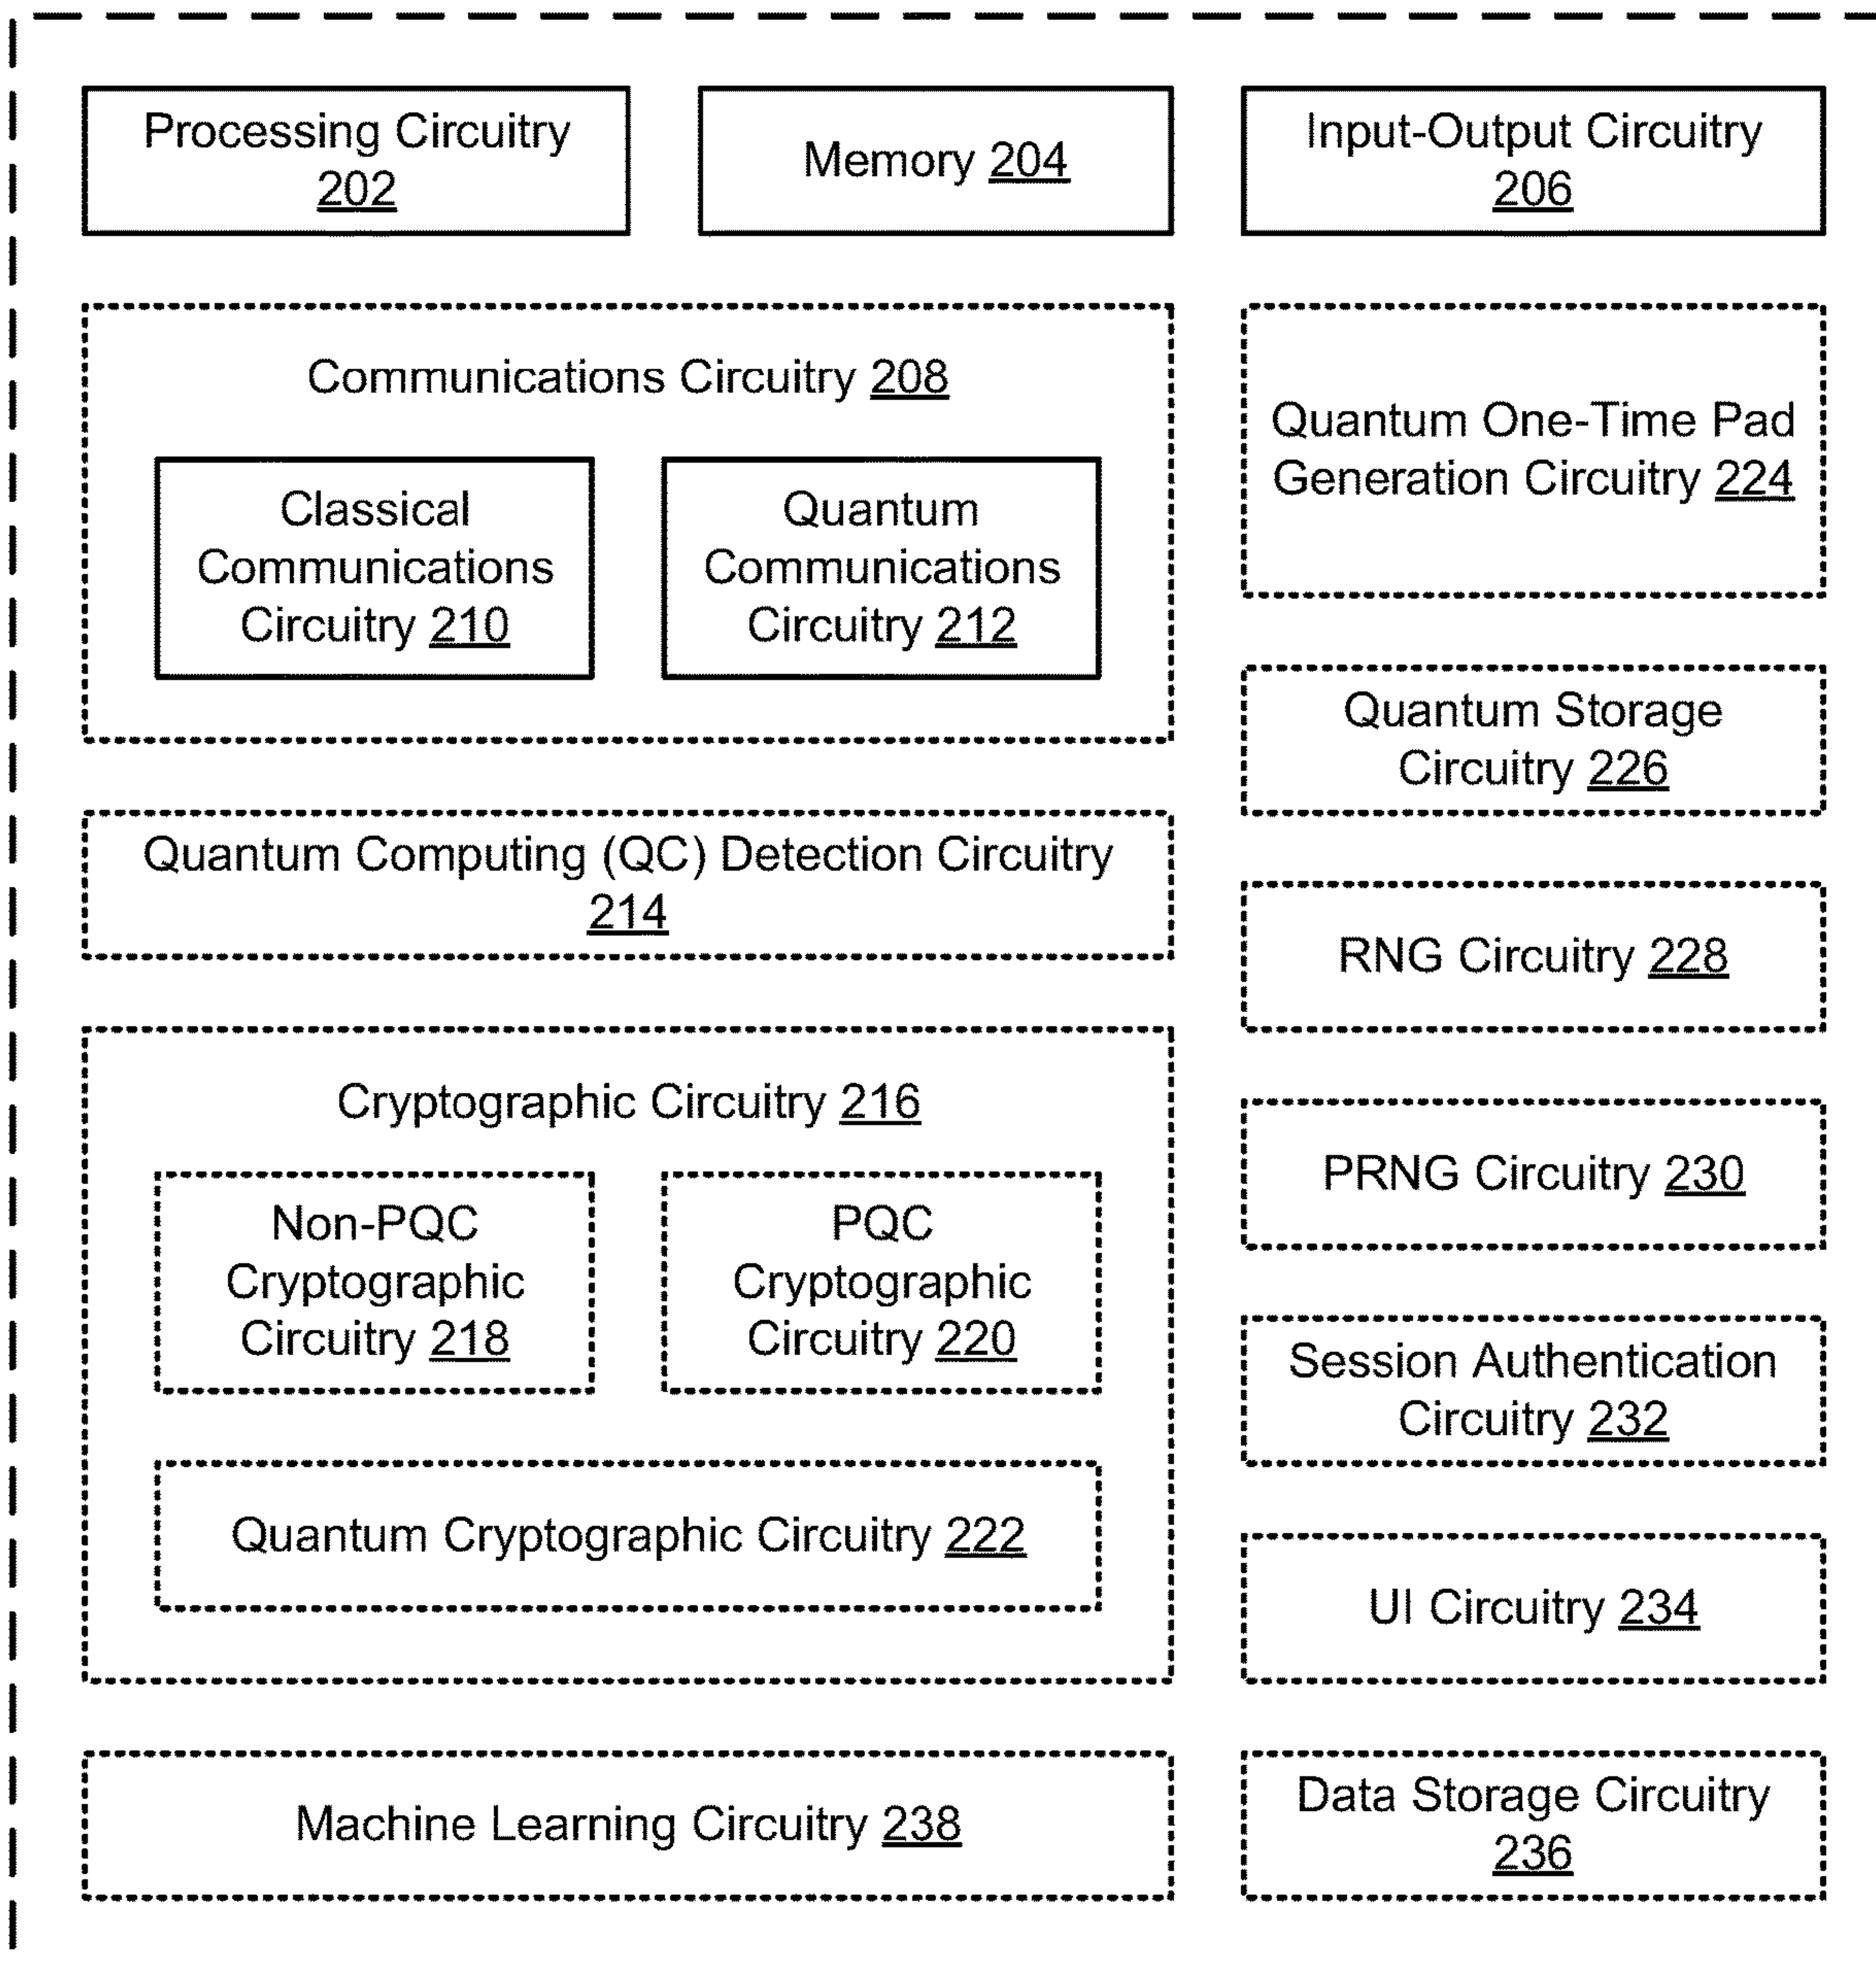 Processing Circuitry
202
Memory 204
Input-Output Circuitry
206
Communications Circuitry 208
Classical
Communications
Circuitry 210
Quantum
Communications
Circuitry 212
Quantum Computing (QC) Detection Circuitry
214
Cryptographic Circuitry 216
Non-PQC
Cryptographic
Circuitry 218
PQC
Cryptographic
Circuitry 220
Quantum Cryptographic Circuitry 222
Machine Learning Circuitry 238
Quantum One-Time Pad
Generation Circuitry 224
Quantum Storage
Circuitry 226
RNG Circuitry 228
PRNG Circuitry 230
Session Authentication
Circuitry 232
UI Circuitry 234
Data Storage Circuitry
236